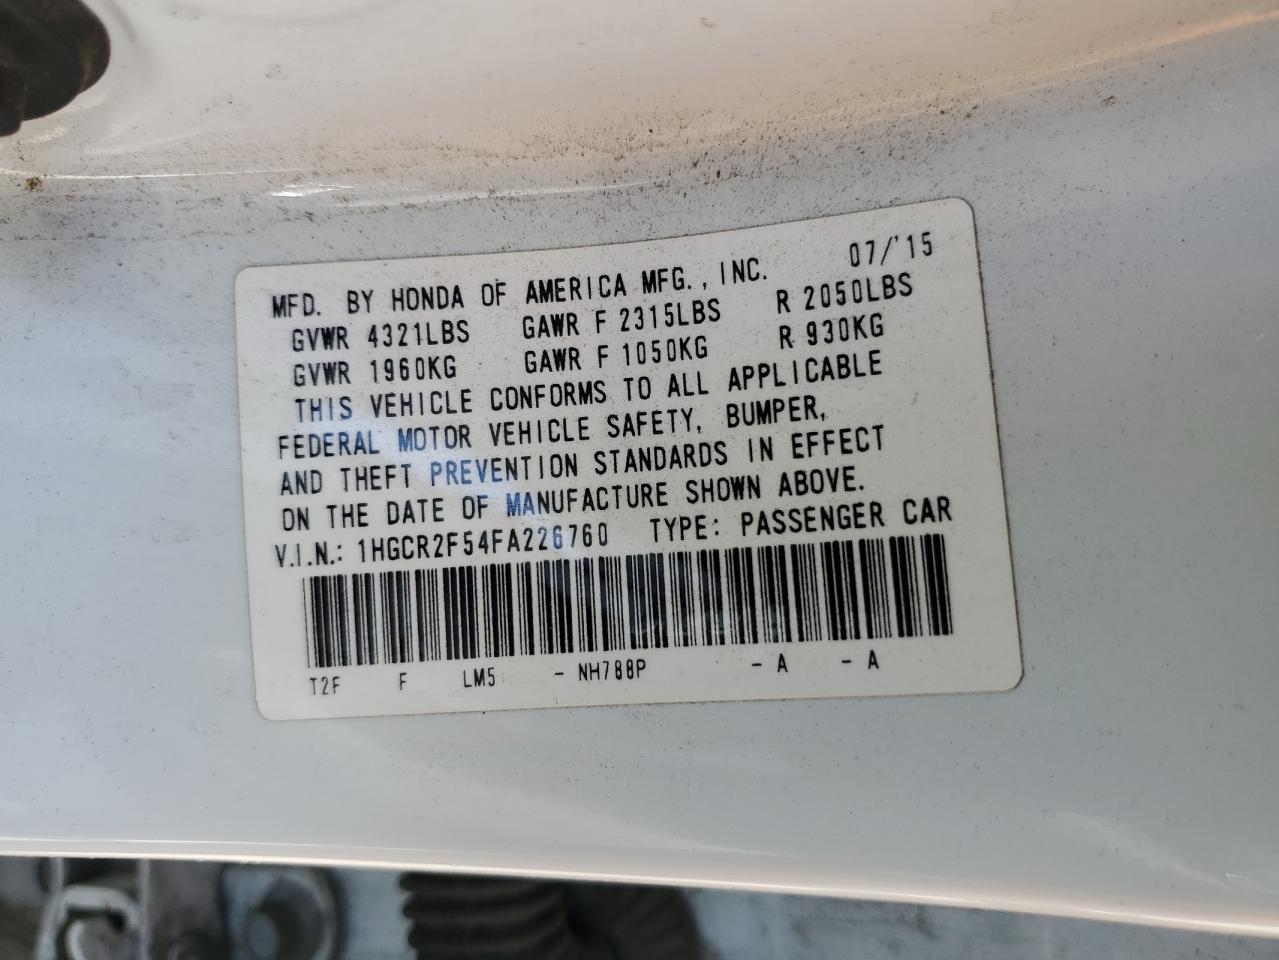 MFD. BY HONDA OF AMERICA MFG., INC. 07/'15
GVWR 4321LBS GAWR F 2315LBS R 2050LBS
GVWR 1960KG GAWR F 1050KG R 930KG
THIS VEHICLE CONFORMS TO ALL APPLICABLE
FEDERAL MOTOR VEHICLE SAFETY, BUMPER,
AND THEFT PREVENTION STANDARDS IN EFFECT
ON THE DATE OF MANUFACTURE SHOWN ABOVE.
V.I.N.: 1HGCR2F54FA226760 TYPE: PASSENGER CAR
T2F F LM5 - NH788P - A - A